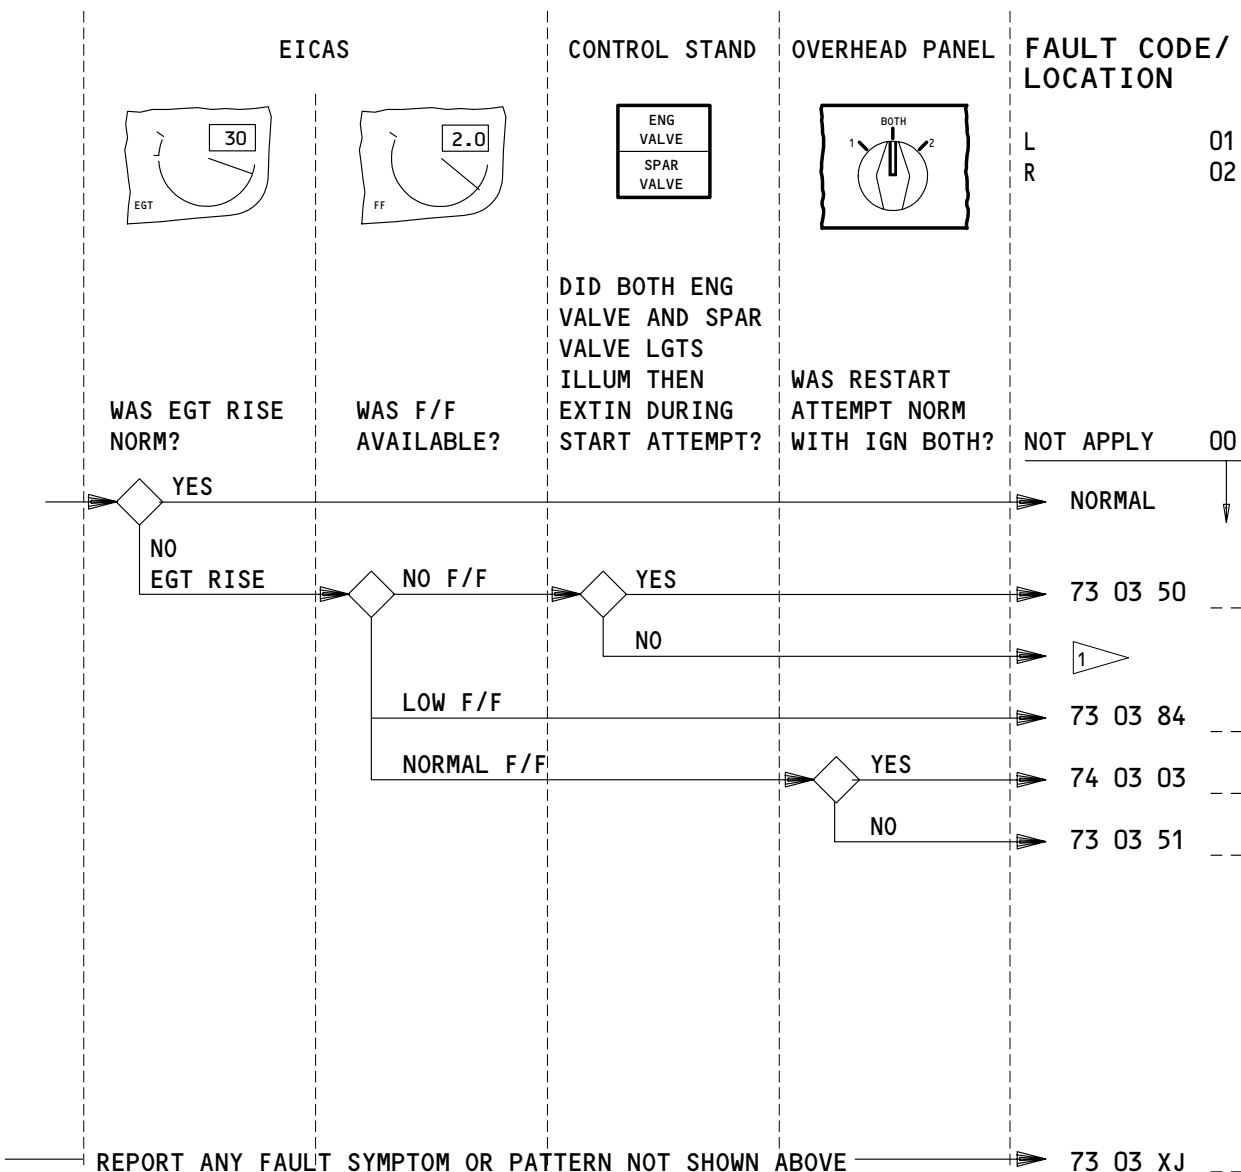 EICAS
CONTROL STAND
OVERHEAD PANEL
FAULT CODE/
LOCATION
30
EGT
2.0
FF
ENG
VALVE
SPAR
VALVE
BOTH
1
2
L 01
R 02
WAS EGT RISE
NORM?
WAS F/F
AVAILABLE?
DID BOTH ENG
VALVE AND SPAR
VALVE LGTS
ILLUM THEN
EXTIN DURING
START ATTEMPT?
WAS RESTART
ATTEMPT NORM
WITH IGN BOTH?
NOT APPLY 00
YES
NORMAL
NO
EGT RISE
NO F/F
YES
73 03 50 _ _
NO
1
LOW F/F
73 03 84 _ _
NORMAL F/F
YES
74 03 03 _ _
NO
73 03 51 _ _
REPORT ANY FAULT SYMPTOM OR PATTERN NOT SHOWN ABOVE
73 03 XJ _ _